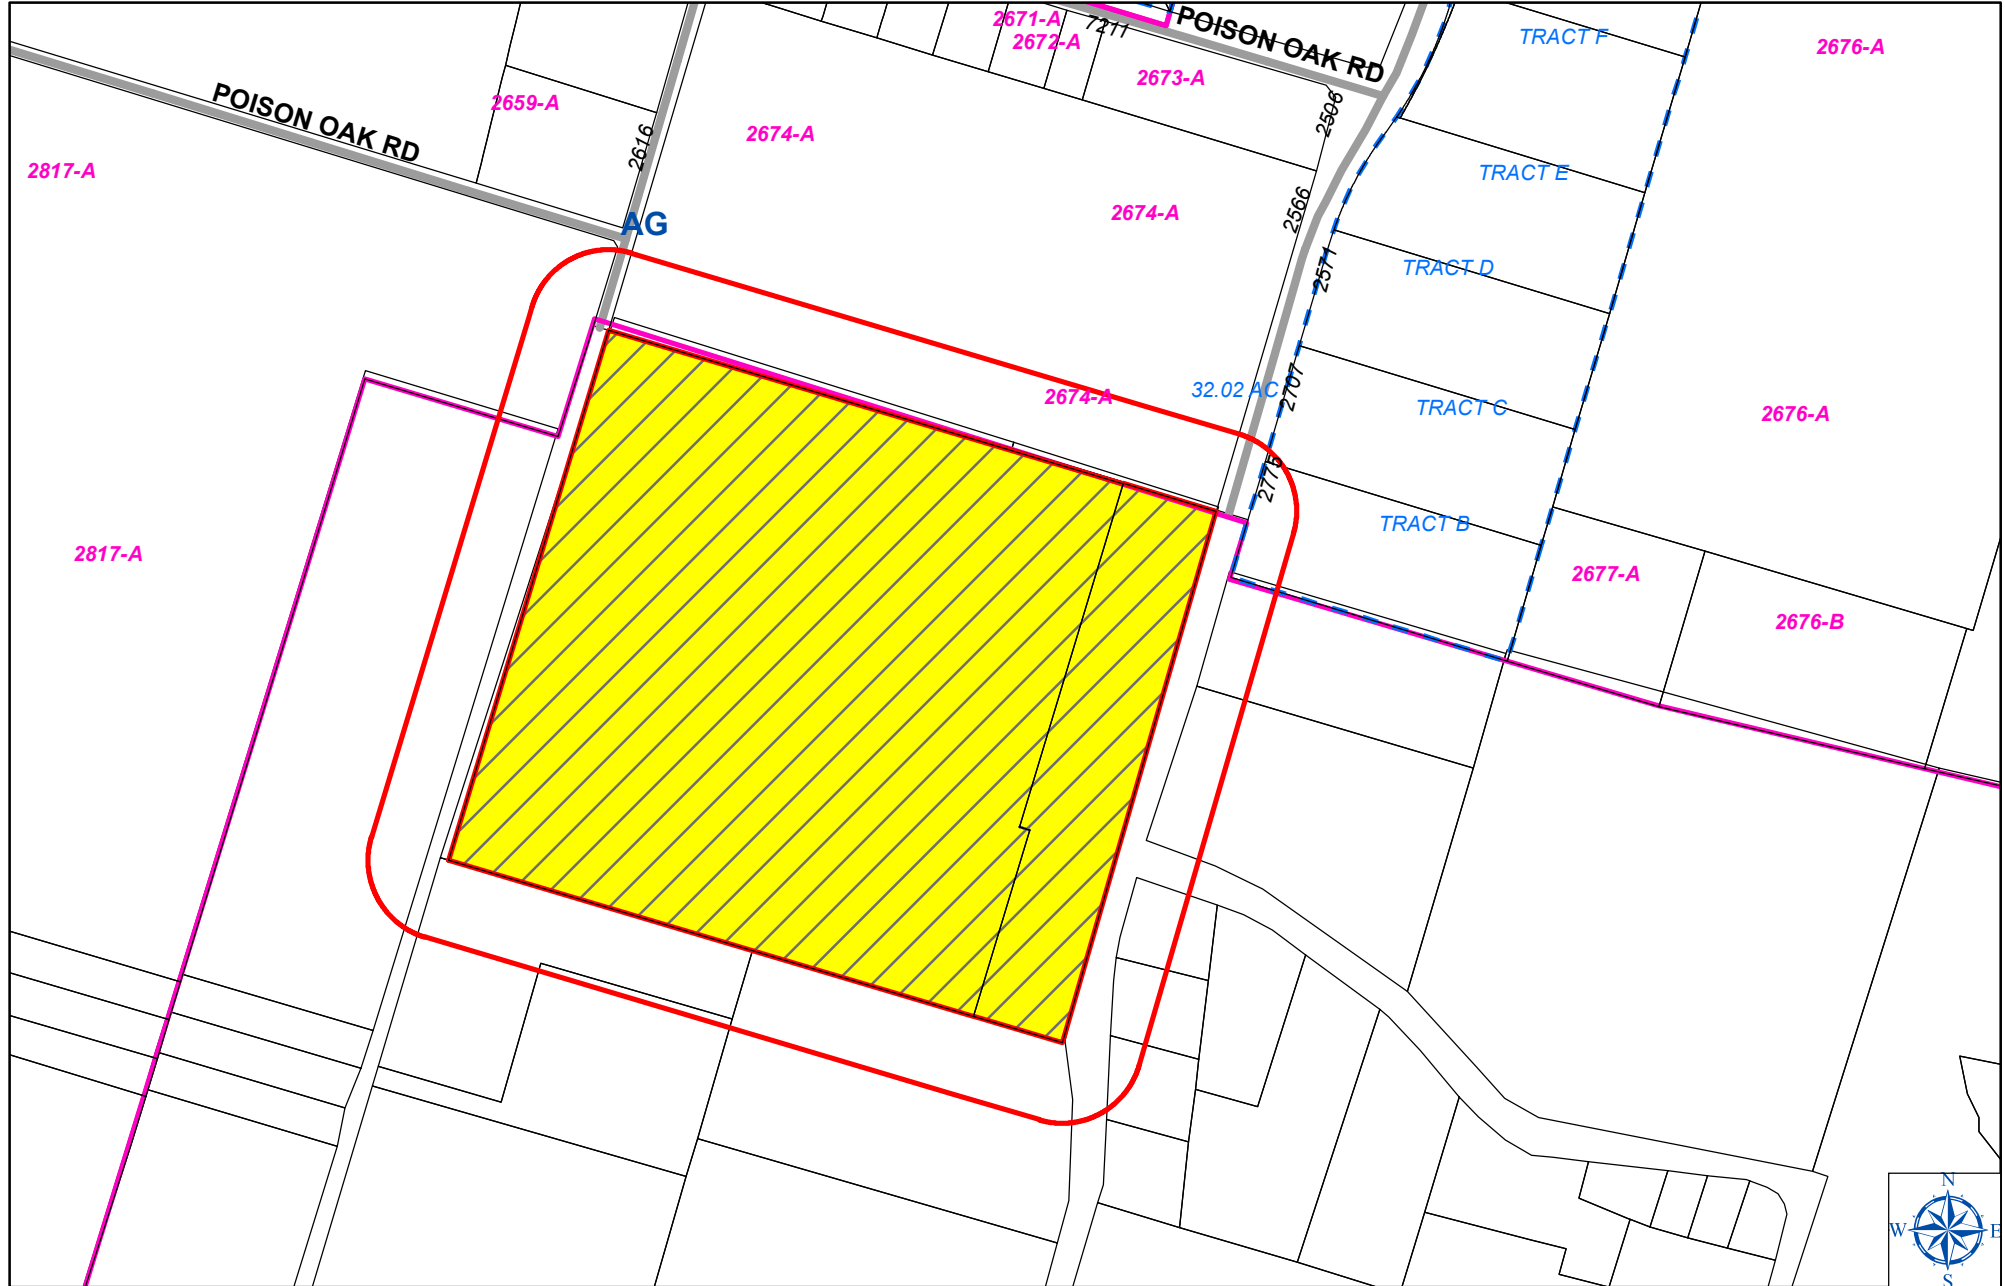 2671-A
7211
POISON OAK RD
2672-A
TRACT F
2676-A
2673-A
POISON OAK RD
2659-A
2616
2674-A
2506
2817-A
TRACT E
2566
2674-A
AG
2571
TRACT D
2674-A
32.02 AC
2707
TRACT C
2676-A
2775
TRACT B
2817-A
2677-A
2676-B
N
W
E
S